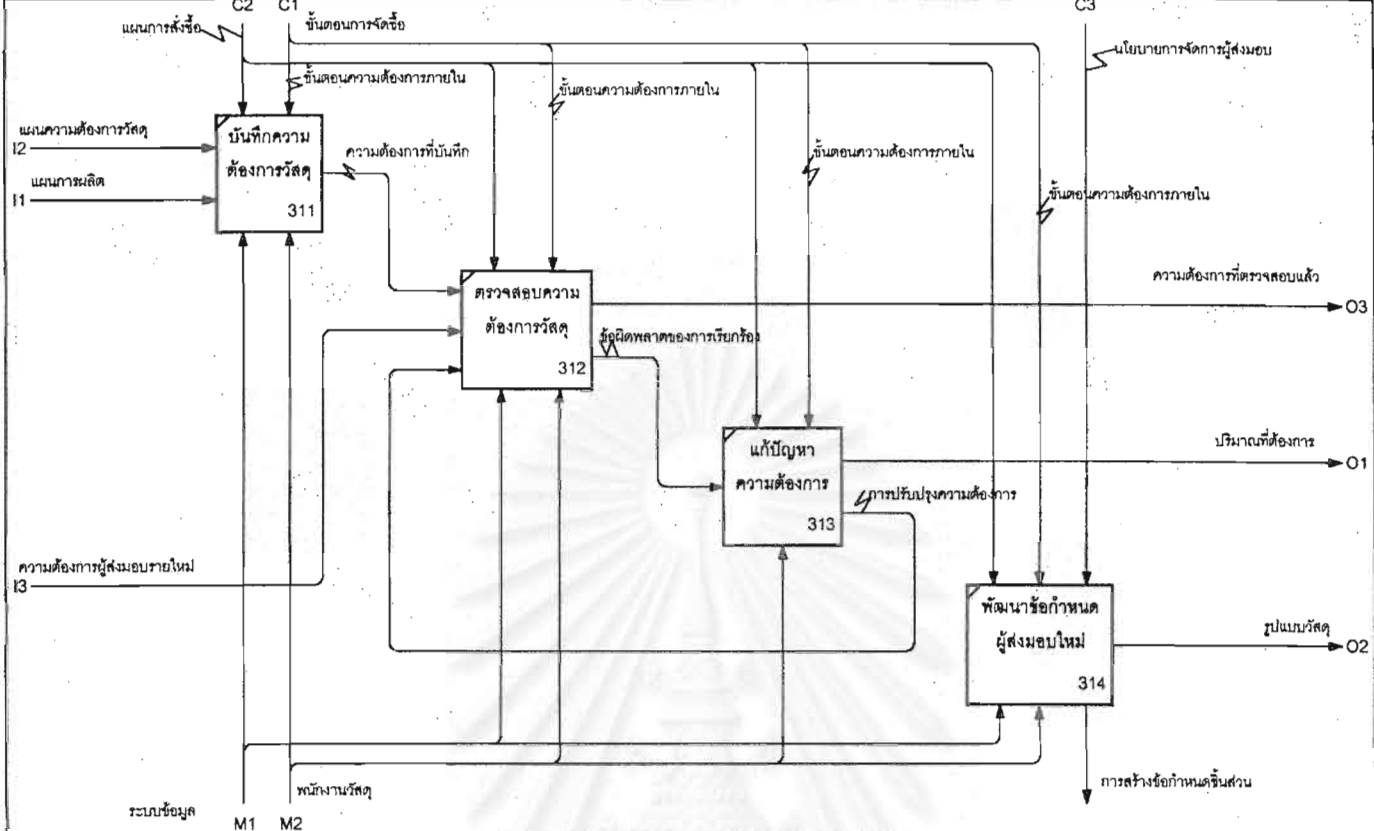 C2
C1
C3
แผนการสั่งซื้อ
ขั้นตอนการจัดซื้อ
นโยบายการจัดการผู้ส่งมอบ
ขั้นตอนความต้องการภายใน
ขั้นตอนความต้องการภายใน
แผนความต้องการวัสดุ
I2
บันทึกความ
ต้องการวัสดุ
311
ความต้องการที่บันทึก
ขั้นตอนความต้องการภายใน
แผนการผลิต
I1
ขั้นตอนความต้องการภายใน
ความต้องการที่ตรวจสอบแล้ว
O3
ตรวจสอบความ
ต้องการวัสดุ
312
ข้อผิดพลาดของการเรียกร้อง
ปริมาณที่ต้องการ
O1
แก้ปัญหา
ความต้องการ
313
การปรับปรุงความต้องการ
ความต้องการผู้ส่งมอบรายใหม่
I3
พัฒนาข้อกำหนด
ผู้ส่งมอบใหม่
314
รูปแบบวัสดุ
O2
พนักงานวัสดุ
การสร้างข้อกำหนดชิ้นส่วน
ระบบข้อมูล
M1
M2